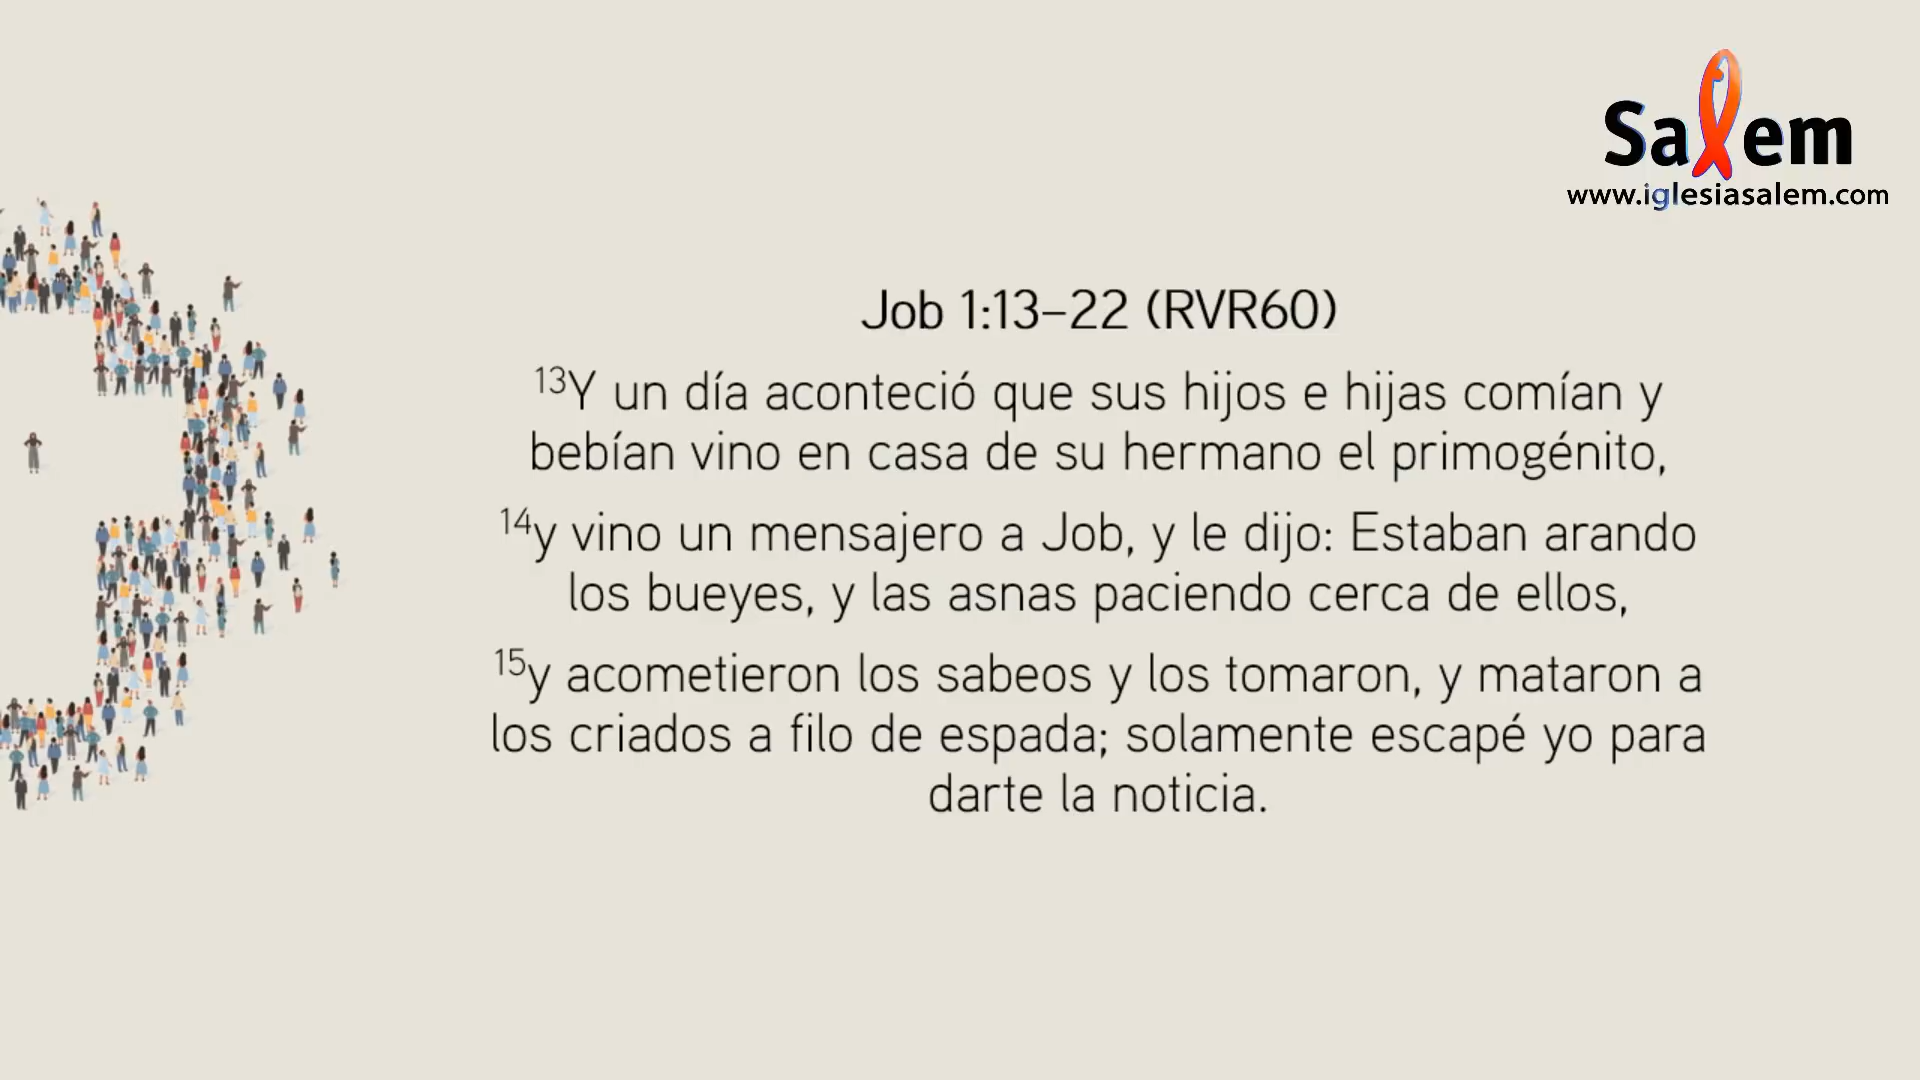 Salem
www.iglesiasalem.com
Job 1:13–22 (RVR60)
13Y un día aconteció que sus hijos e hijas comían y
bebían vino en casa de su hermano el primogénito,
14y vino un mensajero a Job, y le dijo: Estaban arando
los bueyes, y las asnas paciendo cerca de ellos,
15y acometieron los sabeos y los tomaron, y mataron a
los criados a filo de espada; solamente escapé yo para
darte la noticia.